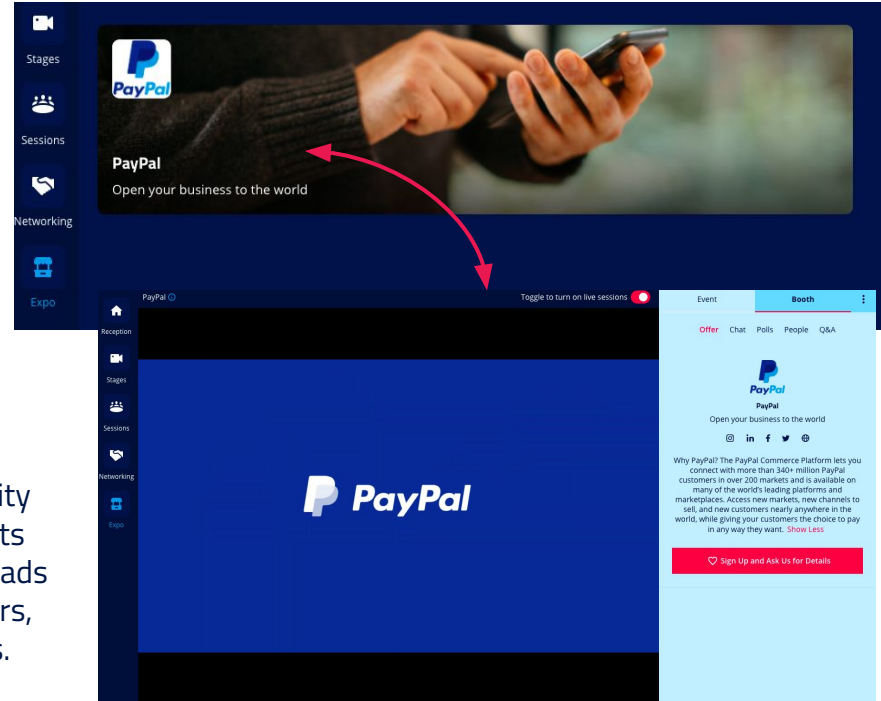 Stages
Sessions
Networking
Expo
PayPal
PayPal
Open your business to the world
PayPal
Toggle to turn on live sessions
Reception
Stages
Sessions
Networking
Expo
PayPal
Event
Booth
Offer Chat Polls People Q&A
PayPal
PayPal
Open your business to the world
Why PayPal? The PayPal Commerce Platform lets you
connect with more than 340+ million PayPal
customers in over 200 markets and is available on
many of the world's leading platforms and
marketplaces. Access new markets, new channels to
sell, and new customers nearly anywhere in the
world, while giving your customers the choice to pay
in any way they want. Show Less
Sign Up and Ask Us for Details